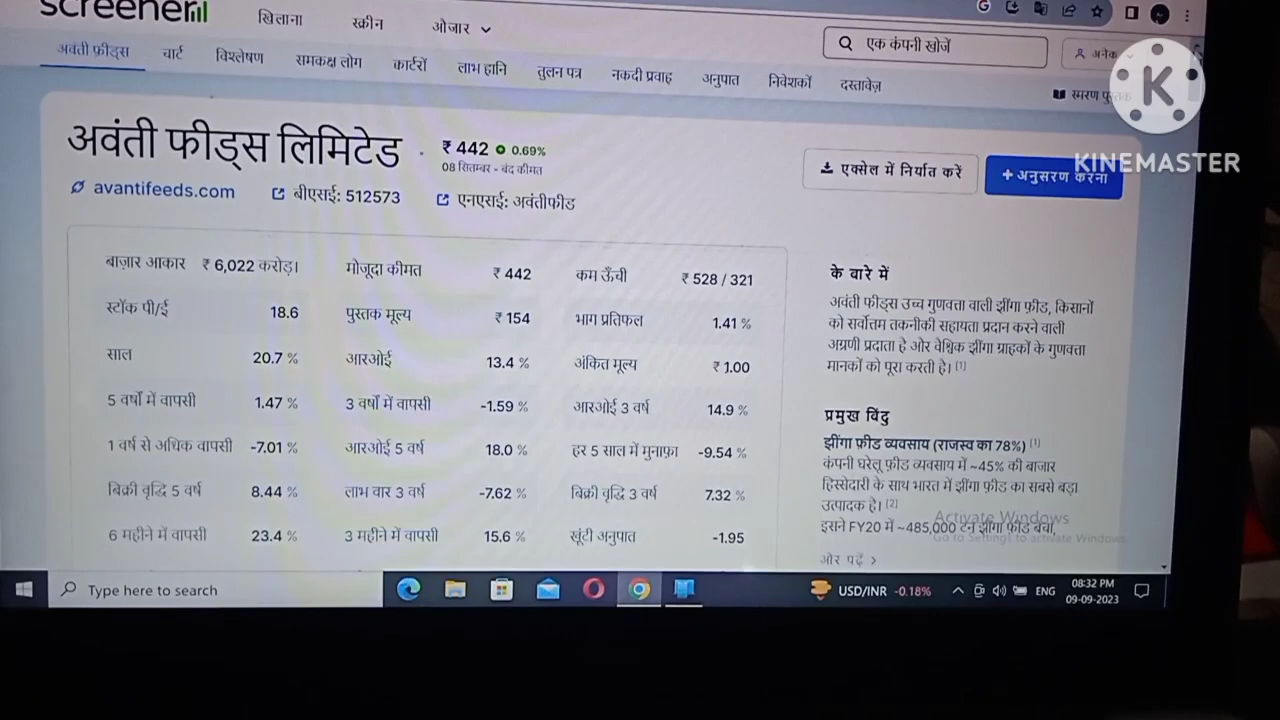 screener
खिलाना
स्क्रीन
ओजार
एक कंपनी खोजें
अनेक
अवंती फ़ीड्स
चार्ट
विश्लेषण
समकक्ष लोग
कार्टरों
लाभ हानि
तुलन पत्र
नकदी प्रवाह
अनुपात
निवेशकों
दस्तावेज़
स्मरण पुस्तक
KINEMASTER
अवंती फीड्स लिमिटेड
₹ 442 0.69%
08 सितम्बर - बंद कीमत
एक्सेल में निर्यात करें
+ अनुसरण करना
avantifeeds.com
बीएसई: 512573
एनएसई: अवंतीफीड
बाज़ार आकार ₹ 6,022 करोड़।
मौजूदा कीमत ₹ 442
कम ऊँची ₹ 528 / 321
स्टॉक पी/ई 18.6
पुस्तक मूल्य ₹ 154
भाग प्रतिफल 1.41 %
साल 20.7 %
आरओई 13.4 %
अंकित मूल्य ₹ 1.00
5 वर्षों में वापसी 1.47 %
3 वर्षों में वापसी -1.59 %
आरओई 3 वर्ष 14.9 %
1 वर्ष से अधिक वापसी -7.01 %
आरओई 5 वर्ष 18.0 %
हर 5 साल में मुनाफ़ा -9.54 %
बिक्री वृद्धि 5 वर्ष 8.44 %
लाभ वार 3 वर्ष -7.62 %
बिक्री वृद्धि 3 वर्ष 7.32 %
6 महीने में वापसी 23.4 %
3 महीने में वापसी 15.6 %
खूंटी अनुपात -1.95
के बारे में
अवंती फीड्स उच्च गुणवत्ता वाली झींगा फ़ीड, किसानों
को सर्वोत्तम तकनीकी सहायता प्रदान करने वाली
अग्रणी प्रदाता है और वैश्विक झींगा ग्राहकों के गुणवत्ता
मानकों को पूरा करती है। [1]
प्रमुख बिंदु
झींगा फ़ीड व्यवसाय (राजस्व का 78%) [1]
कंपनी घरेलू फ़ीड व्यवसाय में ~45% की बाजार
हिस्सेदारी के साथ भारत में झींगा फ़ीड का सबसे बड़ा
उत्पादक है। [2]
इसने FY20 में ~485,000 टन झींगा फ़ीड बेचा,
और पढ़ें
Activate Windows
Go to Settings to activate Windows.
Type here to search
USD/INR -0.18%
ENG
08:32 PM
09-09-2023